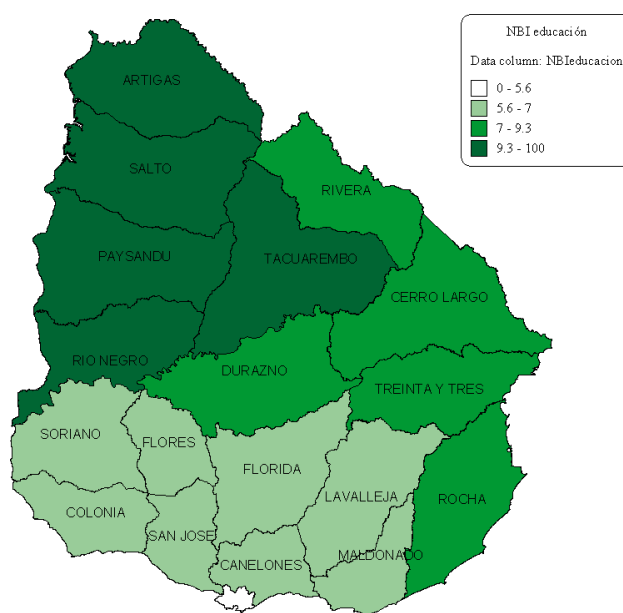 NBI educación
Data column: NBIeducacion
0 - 5.6
5.6 - 7
7 - 9.3
9.3 - 100
ARTIGAS
SALTO
RIVERA
PAYSANDU
TACUAREMBO
CERRO LARGO
RIO NEGRO
DURAZNO
TREINTA Y TRES
SORIANO
FLORES
FLORIDA
LAVALLEJA
ROCHA
COLONIA
SAN JOSE
MALDONADO
CANELONES